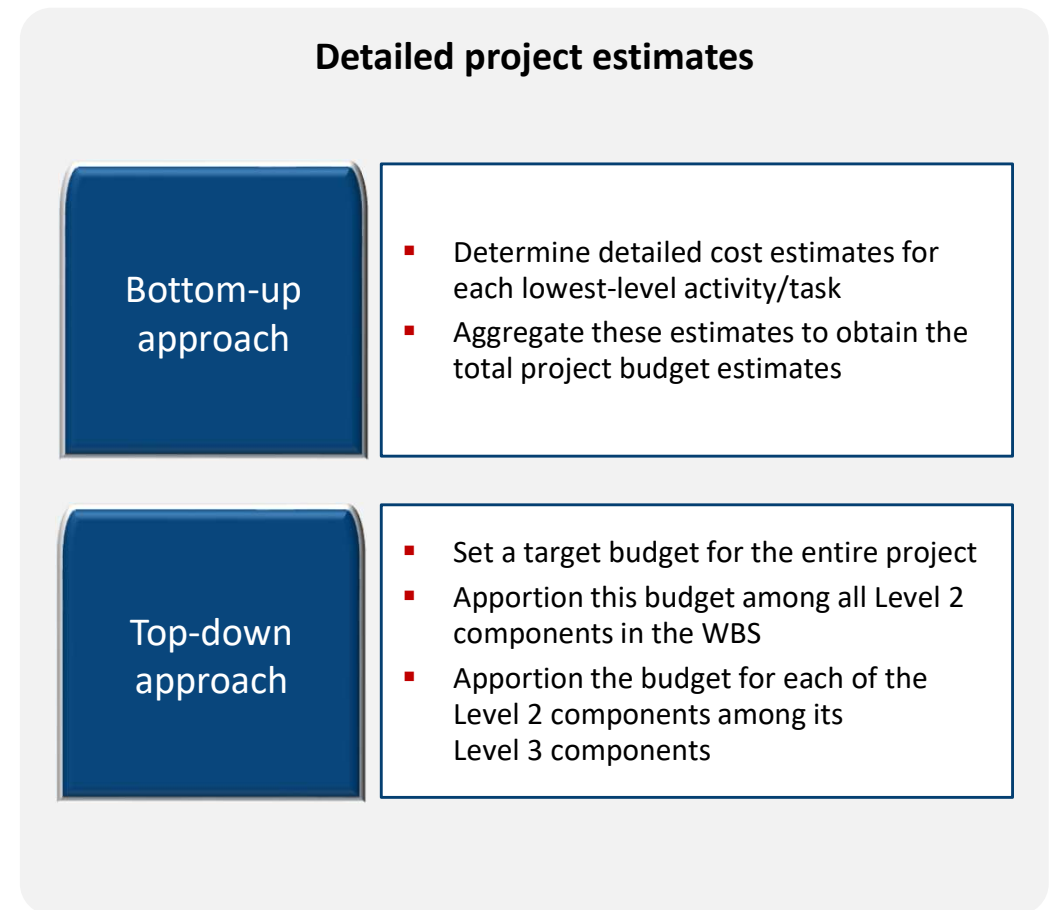 Detailed project estimates
Bottom-up
approach
▪ Determine detailed cost estimates for
each lowest-level activity/task
▪ Aggregate these estimates to obtain the
total project budget estimates
Top-down
approach
▪ Set a target budget for the entire project
▪ Apportion this budget among all Level 2
components in the WBS
▪ Apportion the budget for each of the
Level 2 components among its
Level 3 components